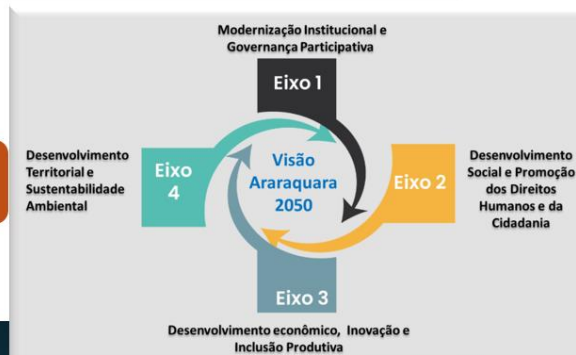 Modernização Institucional e
Governança Participativa
Eixo 1
Desenvolvimento
Territorial e
Sustentabilidade
Ambiental
Eixo
4
Visão
Araraquara
2050
Eixo 2
Desenvolvimento
Social e Promoção
dos Direitos
Humanos e da
Cidadania
Eixo 3
Desenvolvimento econômico, Inovação e
Inclusão Produtiva